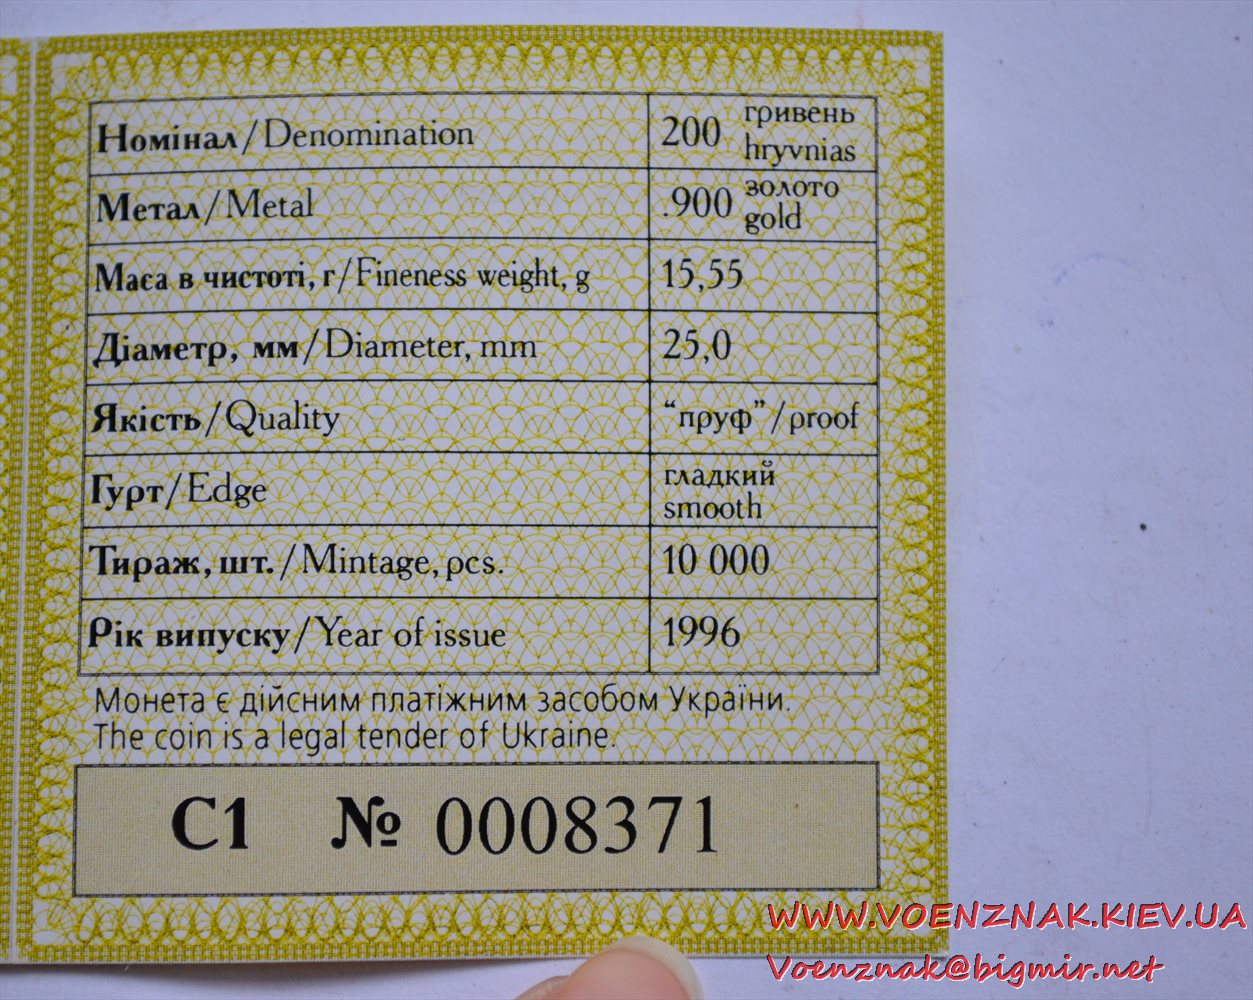 Номінал/Denomination 200 гривень hryvnias
Метал/Metal .900 золото gold
Маса в чистоті, г/Fineness weight, g 15,55
Діаметр, мм/Diameter, mm 25,0
Якість/Quality “пруф”/proof
Гурт/Edge гладкий smooth
Тираж, шт./Mintage, pcs. 10 000
Рік випуску/Year of issue 1996
Монета є дійсним платіжним засобом України.
The coin is a legal tender of Ukraine.
С1 № 0008371
WWW.VOENZNAK.KIEV.UA
Voenznak@bigmir.net